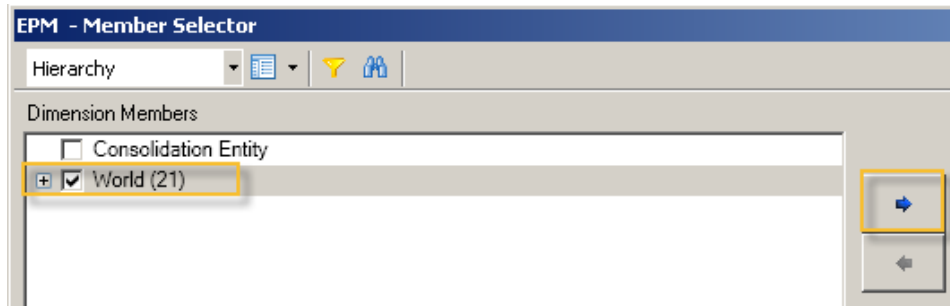 EPM - Member Selector
Hierarchy
Dimension Members
Consolidation Entity
World (21)